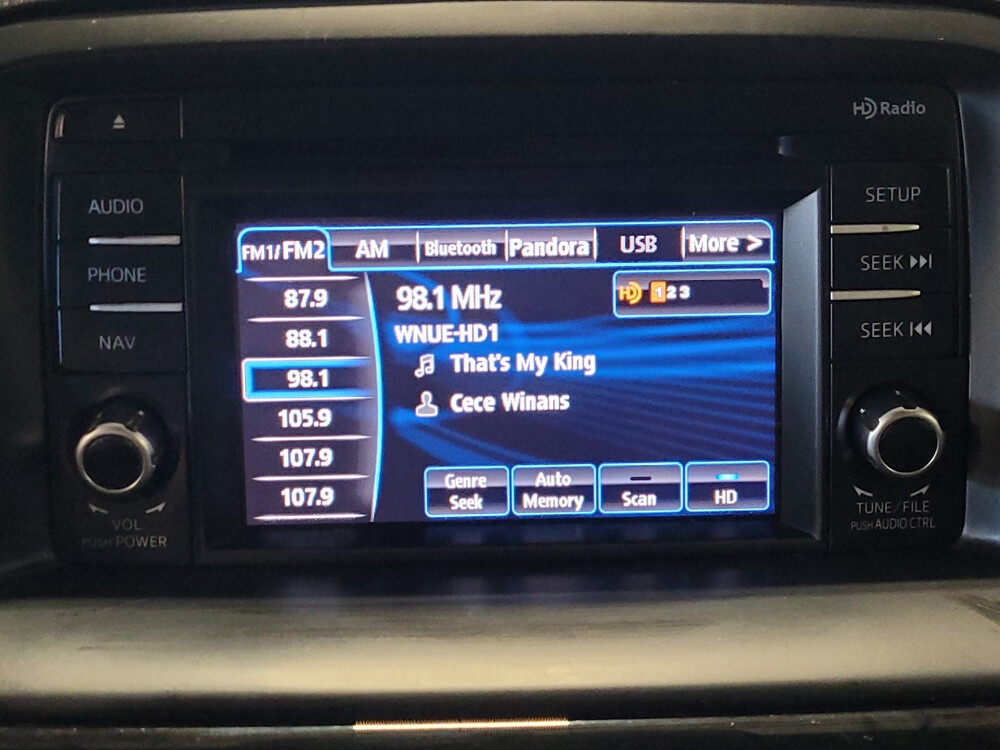 HD Radio
AUDIO
PHONE
NAV
VOL
PUSH POWER
FM1/FM2 AM Bluetooth Pandora USB More >
87.9
88.1
98.1
105.9
107.9
107.9
98.1 MHz
HD 1 2 3
WNUE-HD1
That's My King
Cece Winans
Genre Seek
Auto Memory
Scan
HD
SETUP
SEEK
SEEK
TUNE/FILE
PUSH AUDIO CTRL